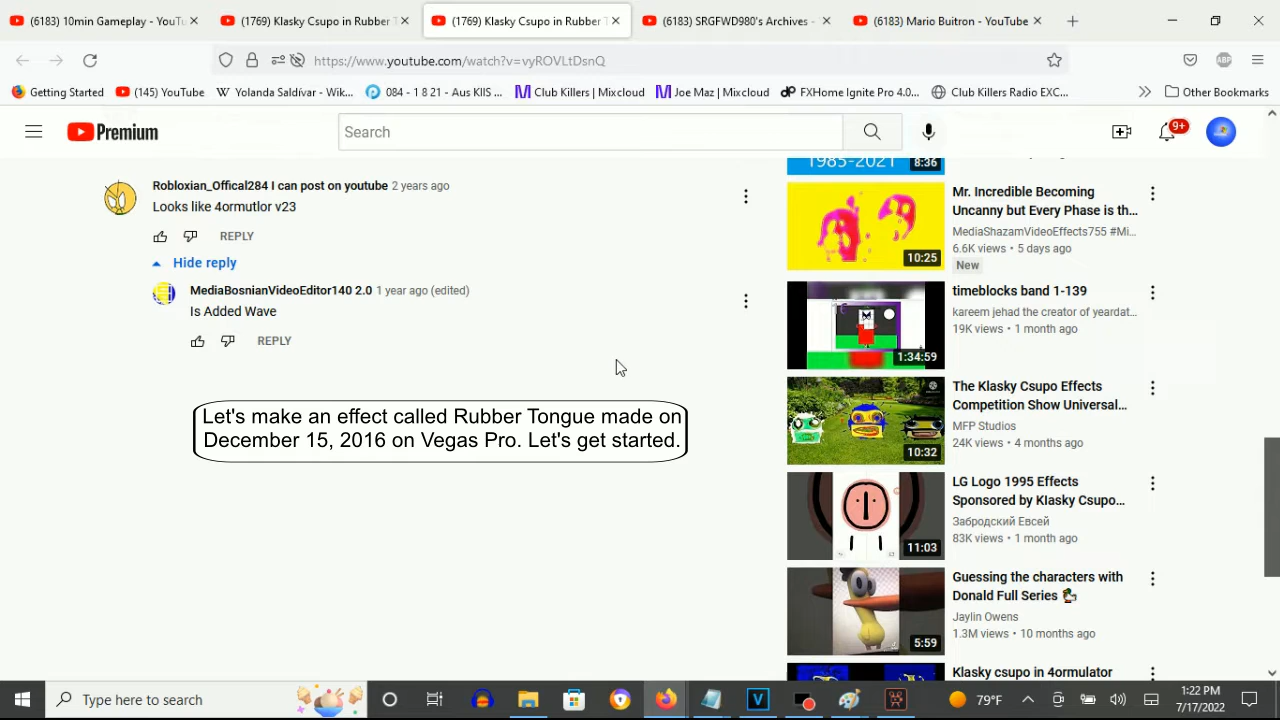 (6183) 10min Gameplay - YouTu
(1769) Klasky Csupo in Rubber T
(1769) Klasky Csupo in Rubber T
(6183) SRGFWD980's Archives -
(6183) Mario Buitron - YouTube
https://www.youtube.com/watch?v=vyROVLtDsnQ
Getting Started
(145) YouTube
Yolanda Saldívar - Wik...
084 - 1 8 21 - Aus KIIS ...
Club Killers | Mixcloud
Joe Maz | Mixcloud
FXHome Ignite Pro 4.0...
Club Killers Radio EXC...
Other Bookmarks
Premium
Search
9+
Robloxian_Offical284 I can post on youtube 2 years ago
Looks like 4ormutlor v23
REPLY
Hide reply
MediaBosnianVideoEditor140 2.0 1 year ago (edited)
Is Added Wave
REPLY
Let's make an effect called Rubber Tongue made on
December 15, 2016 on Vegas Pro. Let's get started.
1985-2021
8:36
Mr. Incredible Becoming
Uncanny but Every Phase is th...
MediaShazamVideoEffects755 #Mi...
6.6K views • 5 days ago
New
10:25
timeblocks band 1-139
kareem jehad the creator of yeardat...
19K views • 1 month ago
1:34:59
The Klasky Csupo Effects
Competition Show Universal...
MFP Studios
24K views • 4 months ago
10:32
LG Logo 1995 Effects
Sponsored by Klasky Csupo...
Забродский Евсей
83K views • 1 month ago
11:03
Guessing the characters with
Donald Full Series
Jaylin Owens
1.3M views • 10 months ago
5:59
Klasky csupo in 4ormulator
Type here to search
79°F
1:22 PM
7/17/2022